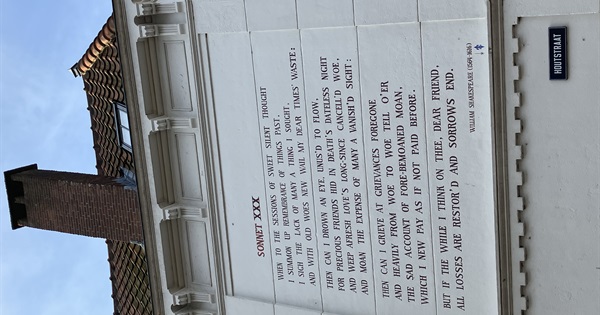 SONNET XXX
WHEN TO THE SESSIONS OF SWEET SILENT THOUGHT
I SUMMON UP REMEMBRANCE OF THINGS PAST,
I SIGH THE LACK OF MANY A THING I SOUGHT,
AND WITH OLD WOES NEW WAIL MY DEAR TIMES' WASTE:
THEN CAN I DROWN AN EYE, UNUS'D TO FLOW,
FOR PRECIOUS FRIENDS HID IN DEATH'S DATELESS NIGHT
AND WEEP AFRESH LOVE'S LONG-SINCE CANCELL'D WOE,
AND MOAN THE EXPENSE OF MANY A VANISH'D SIGHT:
THEN CAN I GRIEVE AT GRIEVANCES FOREGONE
AND HEAVILY FROM WOE TO WOE TELL O'ER
THE SAD ACCOUNT OF FORE-BEMOANED MOAN,
WHICH I NEW PAY AS IF NOT PAID BEFORE.
BUT IF THE WHILE I THINK ON THEE, DEAR FRIEND,
ALL LOSSES ARE RESTOR'D AND SORROWS END.
WILLIAM SHAKESPEARE (1564-1616)
HOUTSTRAAT